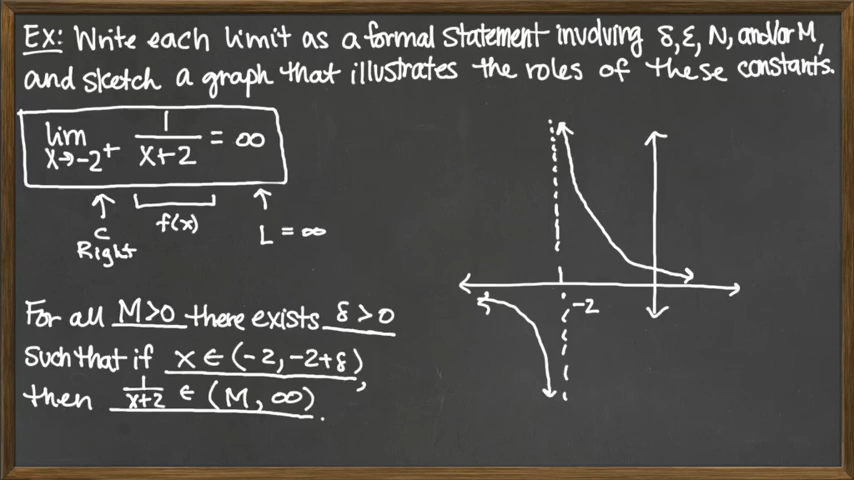 Ex: Write each limit as a formal statement involving δ, ε, N, and/or M,
and sketch a graph that illustrates the roles of these constants.
lim x→-2⁺ 1/(x+2) = ∞
c
Right
f(x)
L = ∞
For all M>0 there exists δ>0
Such that if x ∈ (-2, -2+δ),
then 1/(x+2) ∈ (M, ∞).
-2